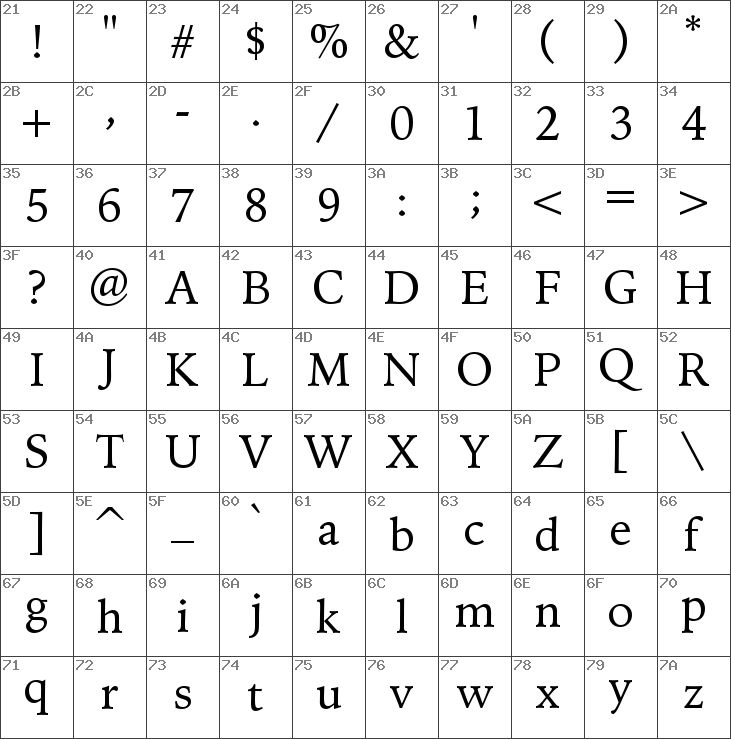 21 22 23 24 25 26 27 28 29 2A
! " # $ % & ' ( ) *
2B 2C 2D 2E 2F 30 31 32 33 34
+ , - . / 0 1 2 3 4
35 36 37 38 39 3A 3B 3C 3D 3E
5 6 7 8 9 : ; < = >
3F 40 41 42 43 44 45 46 47 48
? @ A B C D E F G H
49 4A 4B 4C 4D 4E 4F 50 51 52
I J K L M N O P Q R
53 54 55 56 57 58 59 5A 5B 5C
S T U V W X Y Z [ \
5D 5E 5F 60 61 62 63 64 65 66
] ^ _ ` a b c d e f
67 68 69 6A 6B 6C 6D 6E 6F 70
g h i j k l m n o p
71 72 73 74 75 76 77 78 79 7A
q r s t u v w x y z